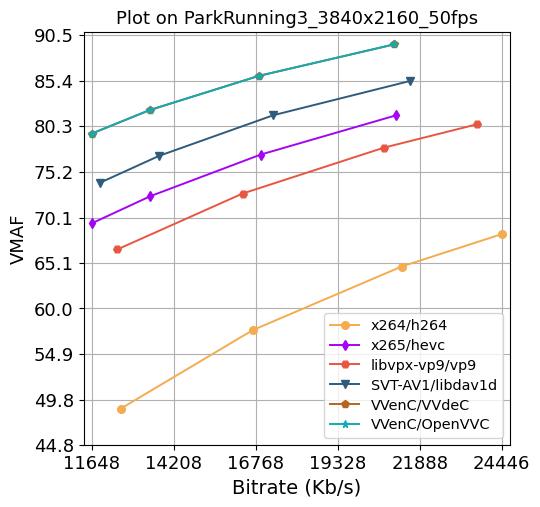 Plot on ParkRunning3_3840x2160_50fps
90.5
85.4
80.3
75.2
70.1
65.1
60.0
54.9
49.8
44.8
VMAF
x264/h264
x265/hevc
libvpx-vp9/vp9
SVT-AV1/libdav1d
VVenC/VVdeC
VVenC/OpenVVC
11648 14208 16768 19328 21888 24446
Bitrate (Kb/s)